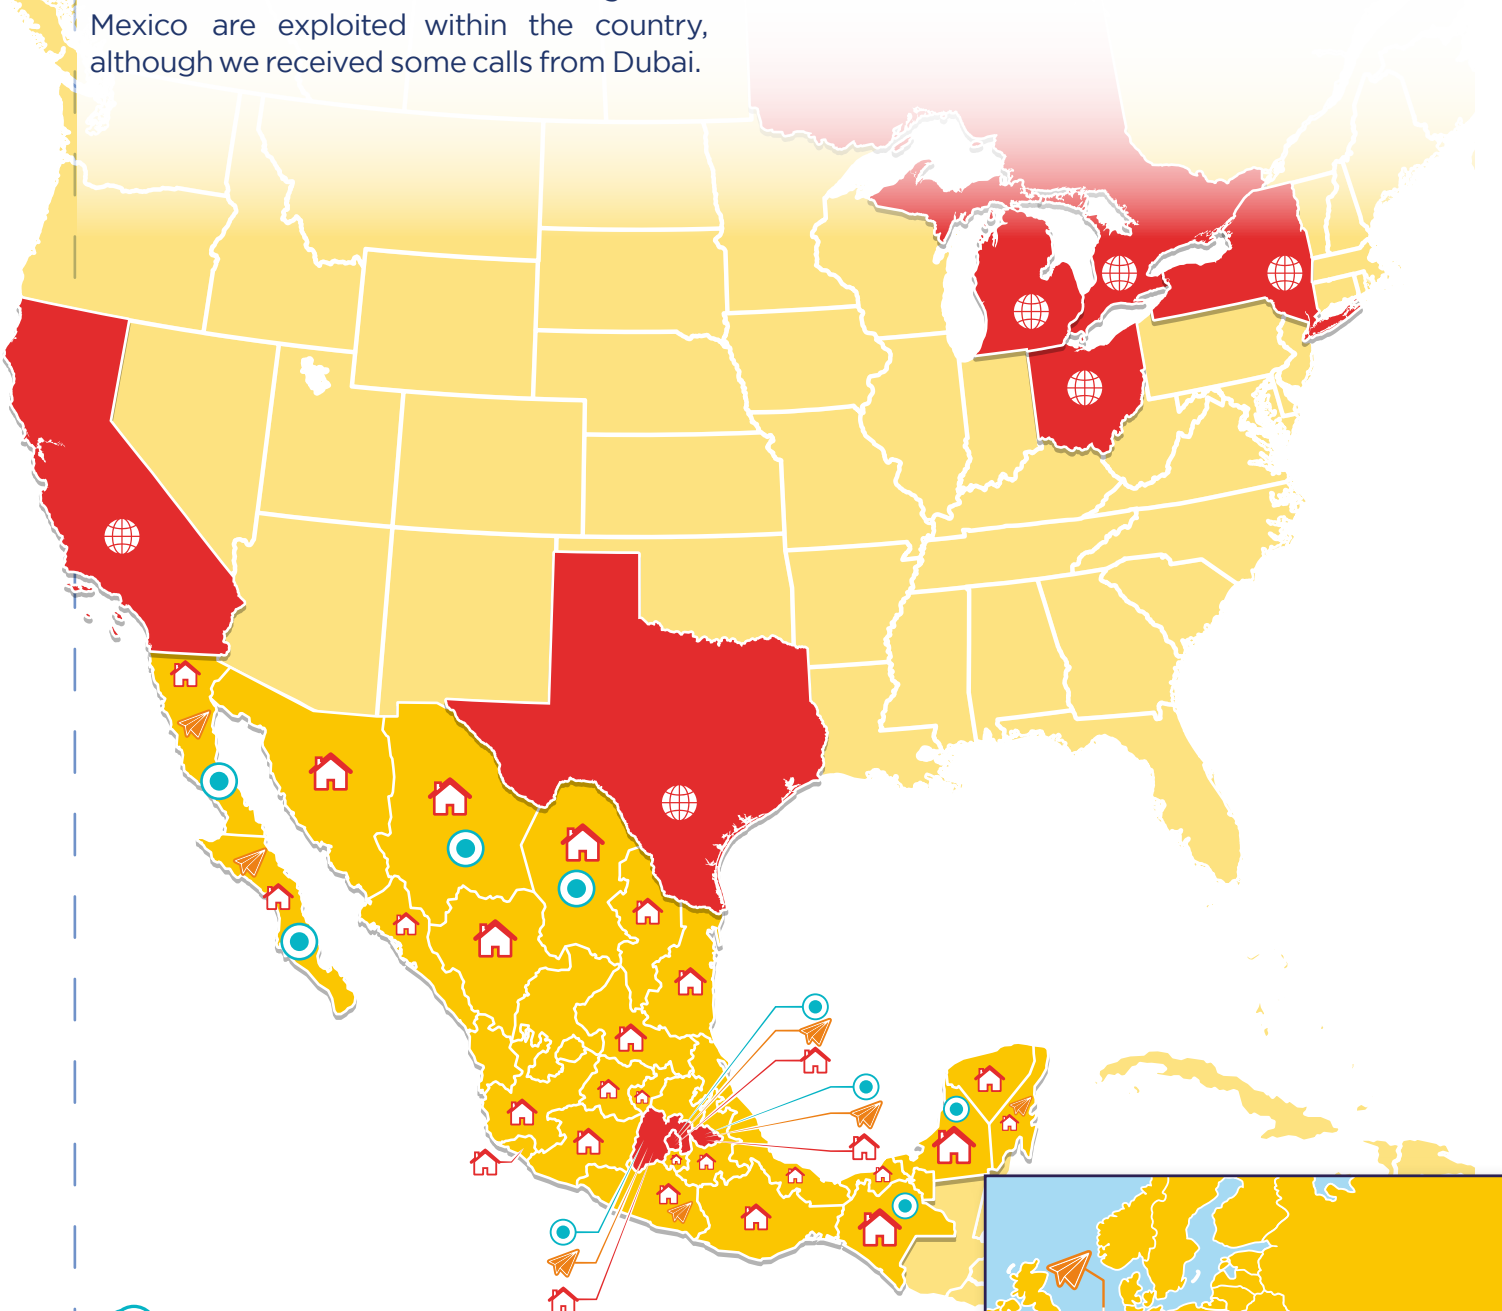 Mexico are exploited within the country,
although we received some calls from Dubai.